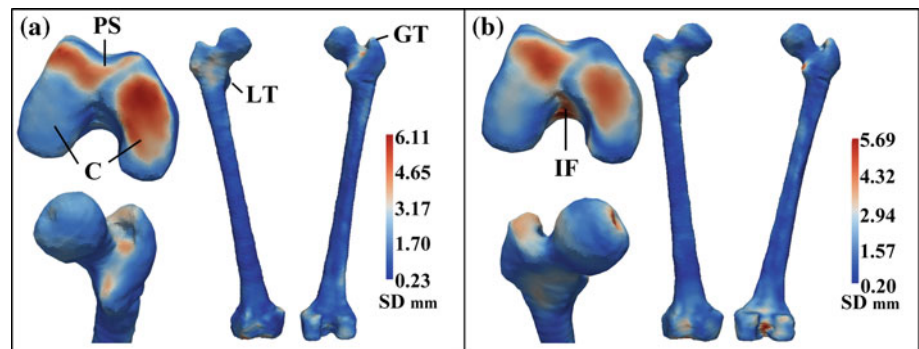 (a)
PS
GT
LT
C
6.11
4.65
3.17
1.70
0.23
SD mm
(b)
IF
5.69
4.32
2.94
1.57
0.20
SD mm